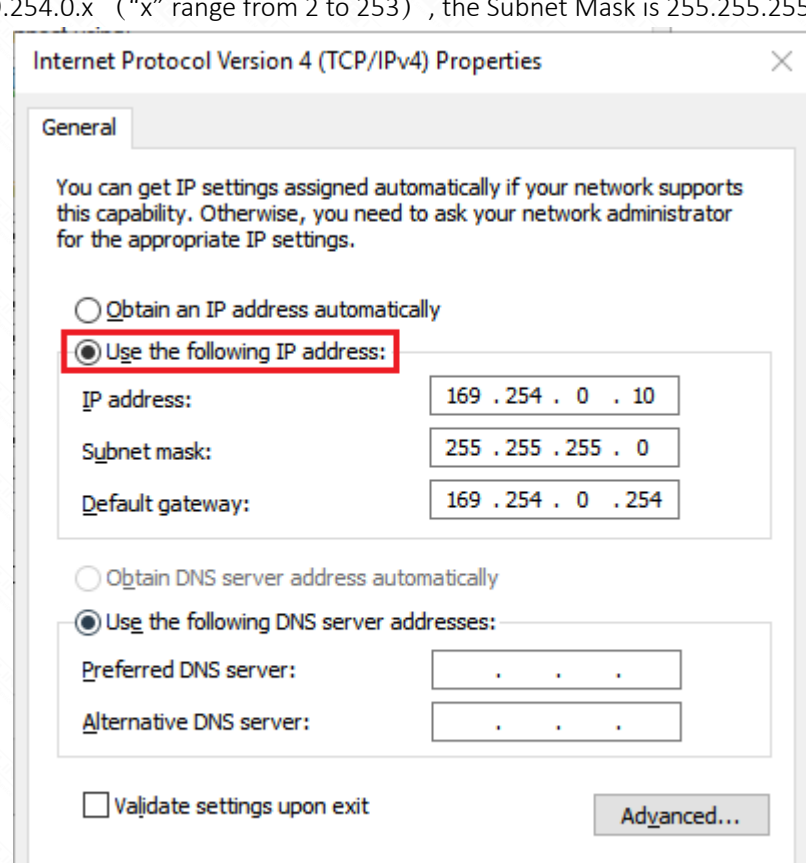 .254.0.x （“x” range from 2 to 253）, the Subnet Mask is 255.255.255
Internet Protocol Version 4 (TCP/IPv4) Properties
General
You can get IP settings assigned automatically if your network supports
this capability. Otherwise, you need to ask your network administrator
for the appropriate IP settings.
Obtain an IP address automatically
Use the following IP address:
IP address: 169 . 254 . 0 . 10
Subnet mask: 255 . 255 . 255 . 0
Default gateway: 169 . 254 . 0 . 254
Obtain DNS server address automatically
Use the following DNS server addresses:
Preferred DNS server: . . .
Alternative DNS server: . . .
Validate settings upon exit
Advanced...